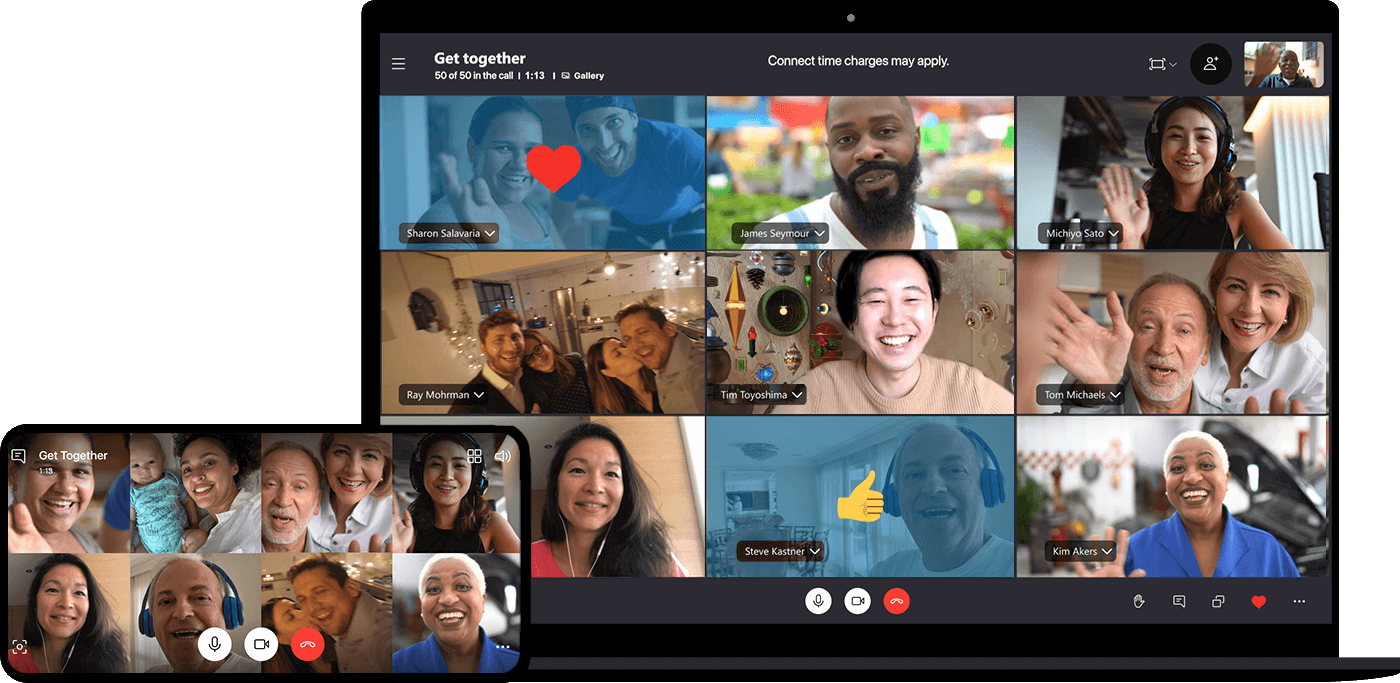 Get together
50 of 50 in the call | 1:13 | Gallery
Connect time charges may apply.
Sharon Salavaria
James Seymour
Michiyo Sato
Ray Mohrman
Tim Toyoshima
Tom Michaels
Steve Kastner
Kim Akers
Get Together
1:13